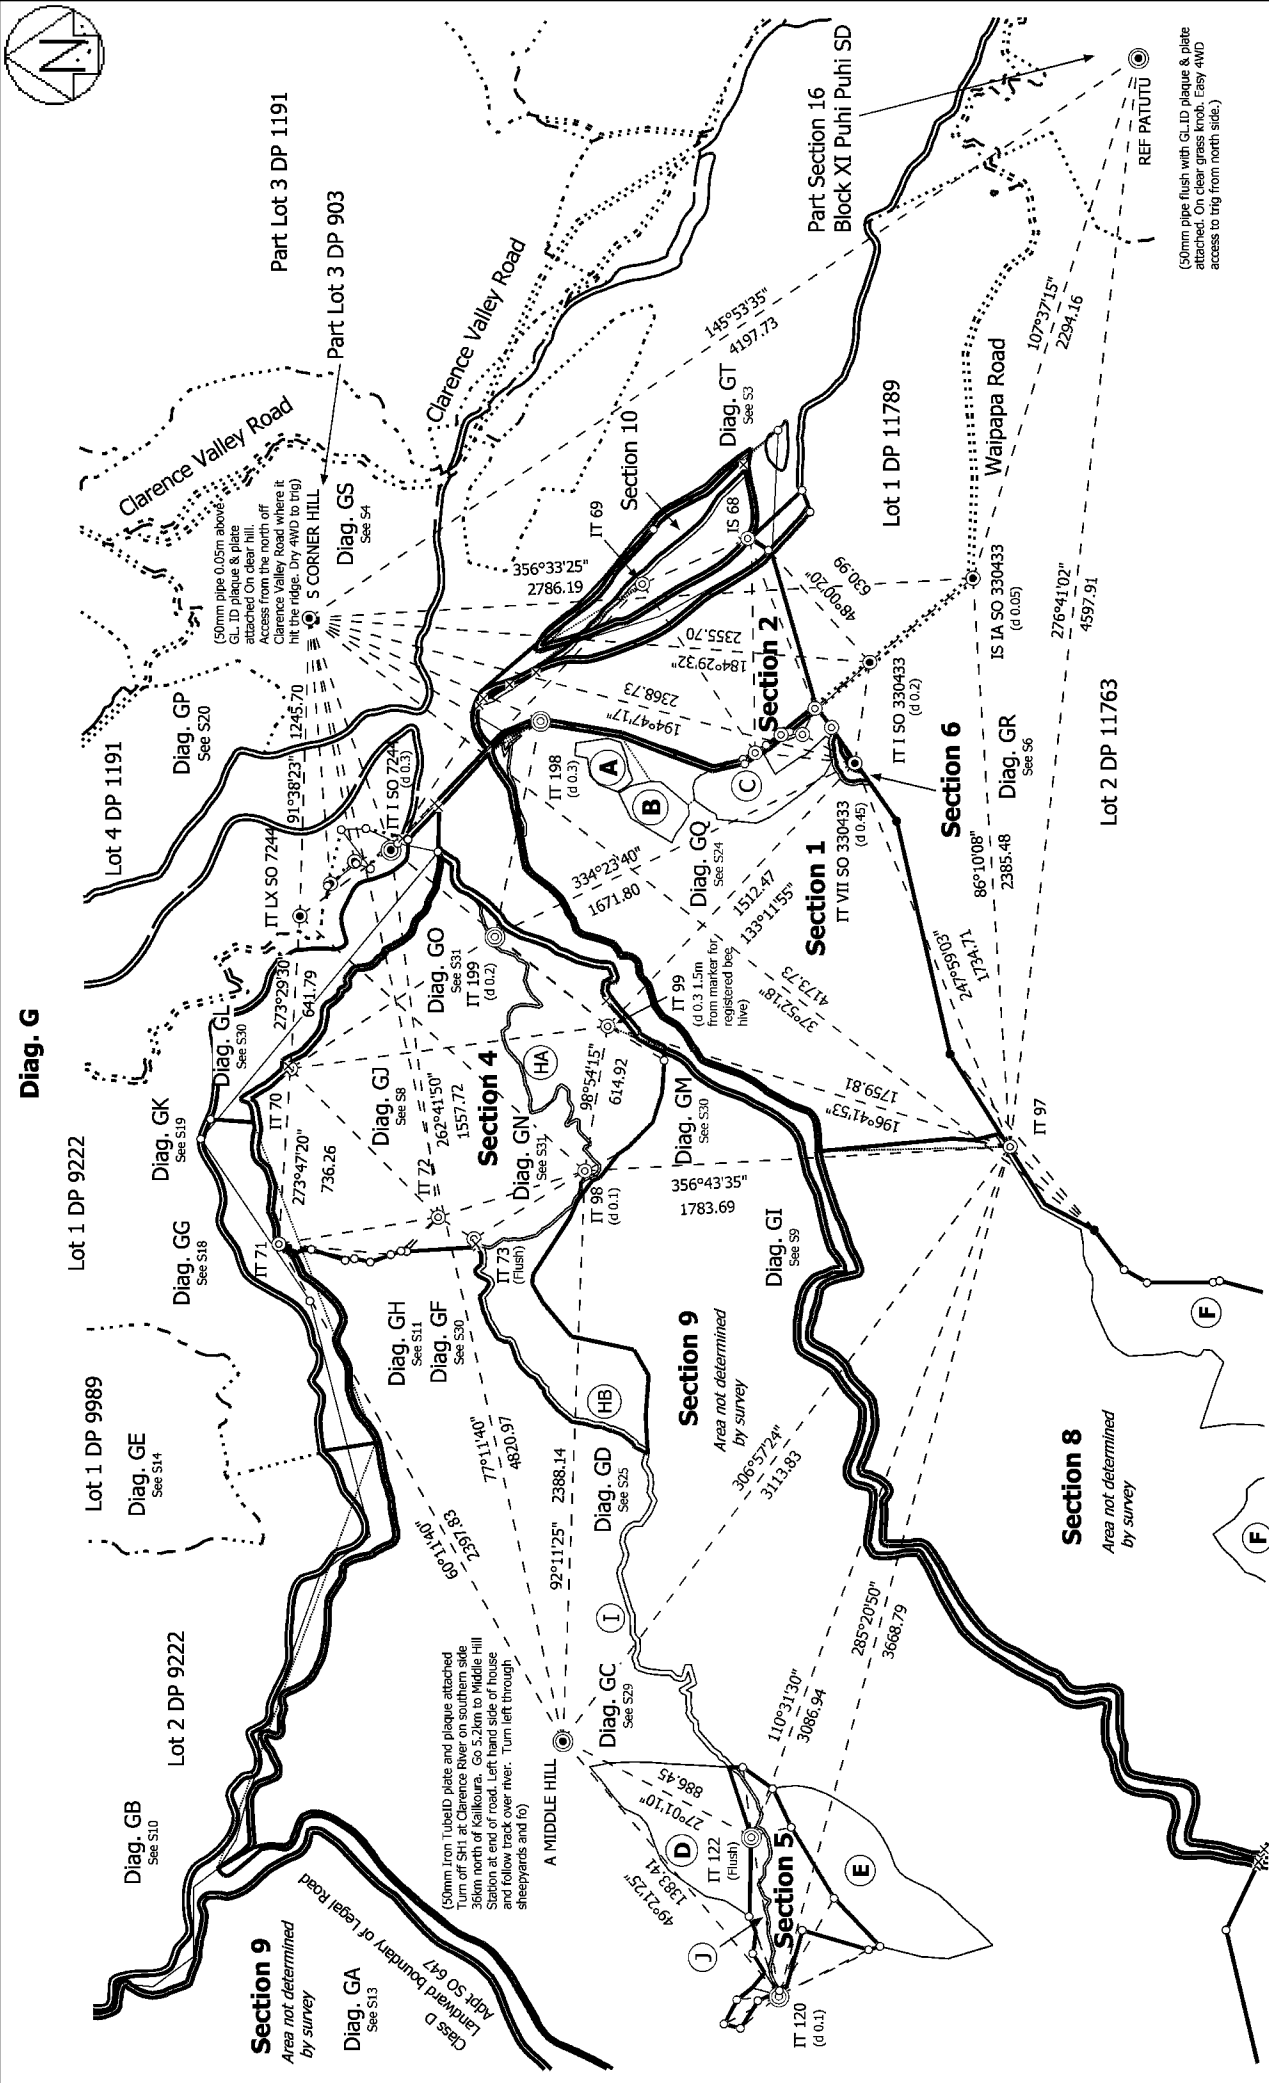 Diag. G
N
Lot 2 DP 9222
Lot 1 DP 9989
Lot 1 DP 9222
Lot 4 DP 1191
Part Lot 3 DP 1191
Part Lot 3 DP 903
Clarence Valley Road
Clarence Valley Road
Diag. GB
See S10
Diag. GE
See S14
Diag. GG
See S18
Diag. GK
See S19
Diag. GL
See S30
Diag. GP
See S20
(50mm pipe 0.05m above
GL. ID plaque & plate
attached On clear hill.
Access from the north off
Clarence Valley Road where it
hit the ridge. Dry 4WD to trig)
S CORNER HILL
Diag. GS
See S4
IT LX SO 7244
91°38'23"
1245.70
IT I SO 7244
(d 0.3)
273°29'30"
641.79
IT 70
273°47'20"
736.26
IT 71
Diag. GJ
See S8
262°41'50"
1557.72
IT 72
Diag. GH
See S11
Diag. GF
See S30
Diag. GO
See S31
IT 199
(d 0.2)
Section 4
HA
Diag. GN
See S31
IT 73
(Flush)
IT 98
(d 0.1)
98°54'15"
614.92
IT 99
(d 0.3 1.5m
from marker for
registered bee
hive)
Diag. GM
See S30
356°43'35"
1783.69
Section 9
Area not determined
by survey
Diag. GA
See S13
Class D
Landward boundary of Legal Road
Adpt SO 647
(50mm Iron TubeID plate and plaque attached
Turn off SH1 at Clarence River on southern side
36km north of Kaikoura. Go 5.2km to Middle Hill
Station at end of road. Left hand side of house
and follow track over river. Turn left through
sheepyards and fo)
A MIDDLE HILL
60°11'40"
2397.83
77°11'40"
4820.97
92°11'25"
2388.14
HB
Diag. GD
See S25
I
Diag. GC
See S29
Section 9
Area not determined
by survey
Diag. GI
See S9
306°57'24"
3113.83
27°01'10"
886.45
49°21'25"
1383.41
D
IT 122
(Flush)
J
Section 5
E
IT 120
(d 0.1)
110°31'30"
3086.94
285°20'50"
3668.79
Section 8
Area not determined
by survey
F
F
IT 97
196°41'53"
1759.81
37°52'18"
4173.73
133°11'55"
1512.47
334°23'40"
1671.80
247°59'03"
1734.71
86°10'08"
2385.48
Section 1
Diag. GQ
See S24
IT VII SO 330433
(d 0.45)
IT 198
(d 0.3)
A
B
C
194°47'17"
2368.73
184°29'32"
2355.70
356°33'25"
2786.19
IT 69
Section 10
Diag. GT
See S3
IS 68
Section 2
48°00'20"
630.99
IT I SO 330433
(d 0.2)
Section 6
Diag. GR
See S6
IS IA SO 330433
(d 0.05)
Lot 1 DP 11789
Lot 2 DP 11763
Waipapa Road
145°53'35"
4197.73
107°37'15"
2294.16
276°41'02"
4597.91
Part Section 16
Block XI Puhi Puhi SD
REF PATUTU
(50mm pipe flush with GL.ID plaque & plate
attached. On clear grass knob. Easy 4WD
access to trig from north side.)